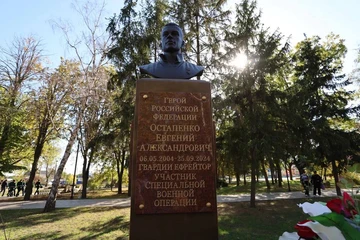 ГЕРОЙ
РОССИЙСКОЙ
ФЕДЕРАЦИИ
ОСТАПЕНКО
ЕВГЕНИЙ
АЛЕКСАНДРОВИЧ
06.05.2004 - 25.09.2024
ГВАРДИИ ЕФРЕЙТОР
УЧАСТНИК
СПЕЦИАЛЬНОЙ
ВОЕННОЙ
ОПЕРАЦИИ